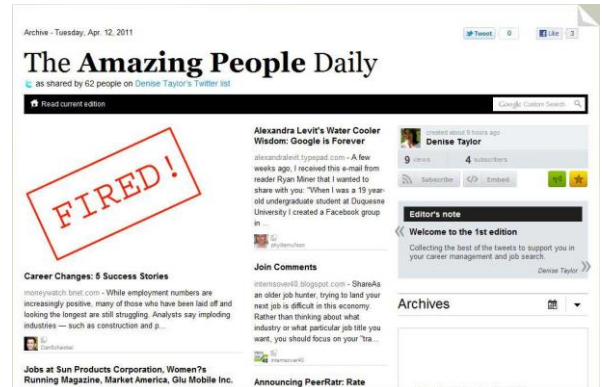 Archive - Tuesday, Apr. 12, 2011
Tweet
0
Like
3
The Amazing People Daily
as shared by 62 people on Denise Taylor's Twitter list
Read current edition
Google Custom Search
FIRED!
Career Changes: 5 Success Stories
moneywatch.bnet.com - While employment numbers are
increasingly positive, many of those who have been laid off and
looking the longest are still struggling. Analysts say imploding
industries — such as construction and p...
DanSchawbel
Jobs at Sun Products Corporation, Women?s
Running Magazine, Market America, Glu Mobile Inc.
Alexandra Levit's Water Cooler
Wisdom: Google is Forever
alexandralevit.typepad.com - A few
weeks ago, I received this e-mail from
reader Ryan Miner that I wanted to
share with you: "When I was a 19 year-
old undergraduate student at Duquesne
University I created a Facebook group
in ...
Join Comments
internsover40.blogspot.com - ShareAs
an older job hunter, trying to land your
next job is difficult in this economy.
Rather than thinking about what
industry or what particular job title you
want, you should focus on your "tra...
internsover40
Announcing PeerRatr: Rate
created about 9 hours ago
Denise Taylor
9 views
4 subscribers
Subscribe
Embed
Editor's note
Welcome to the 1st edition
Collecting the best of the tweets to support you in
your career management and job search.
Denise Taylor
Archives